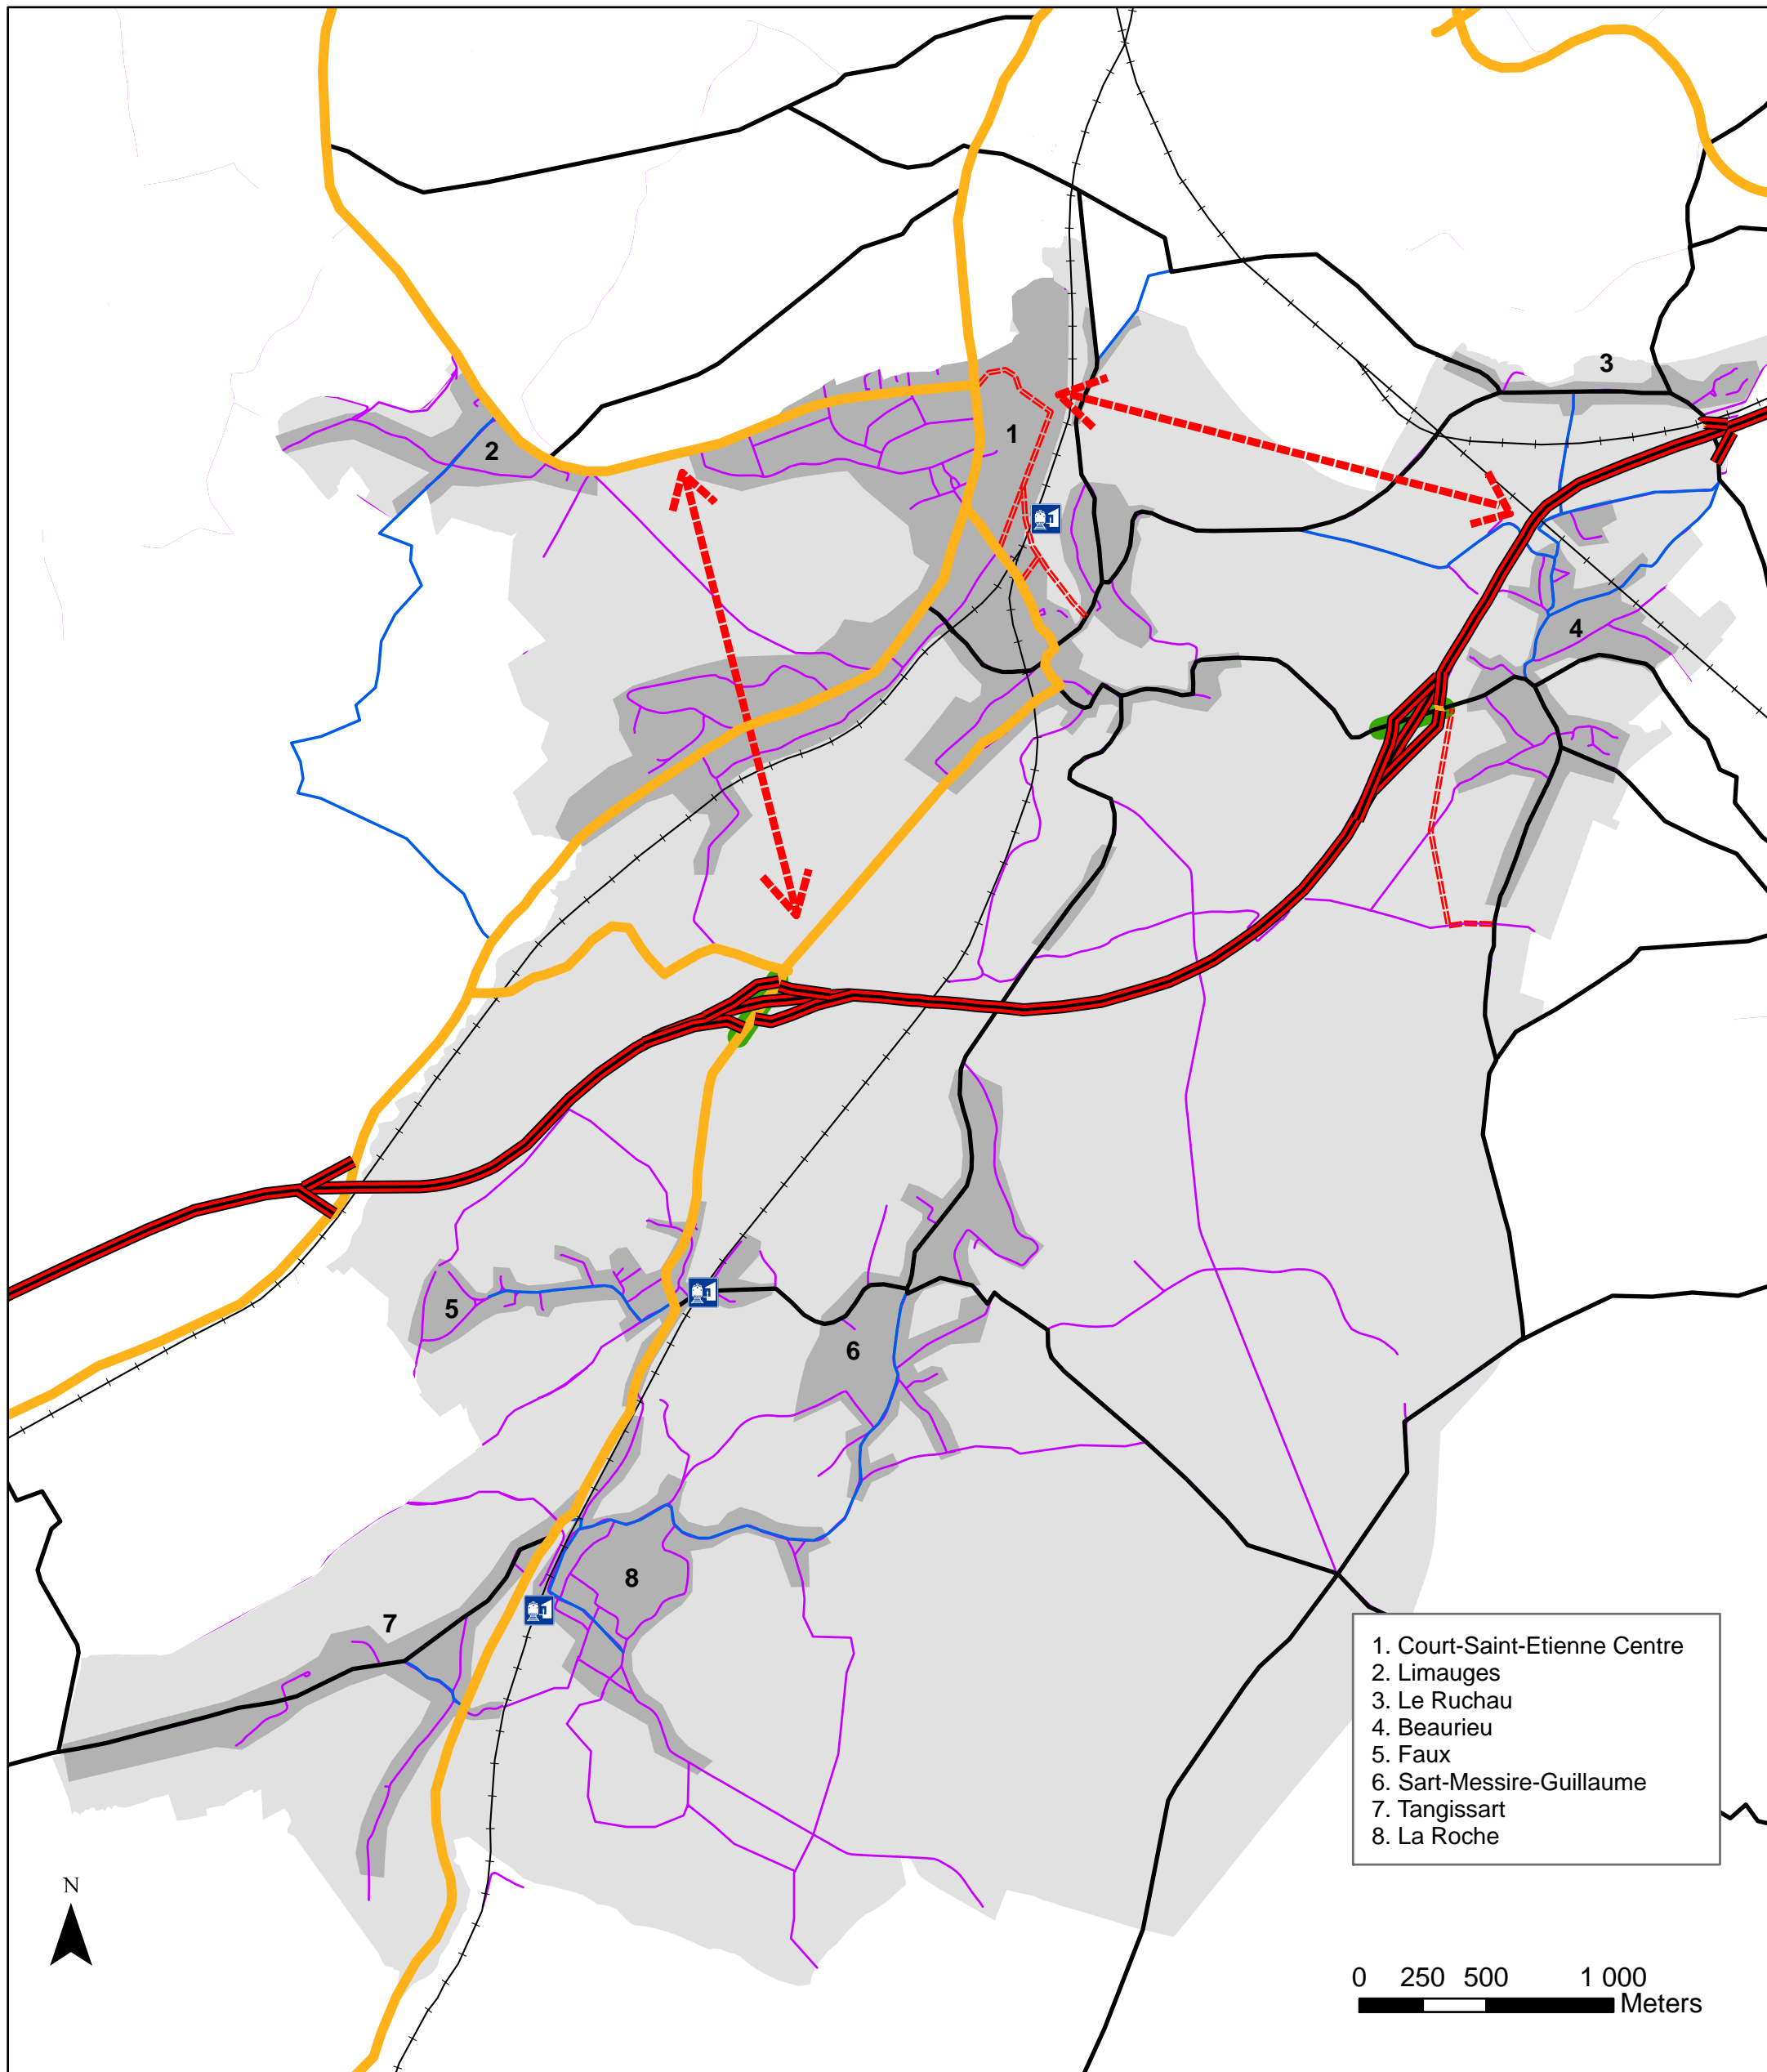 3
1
2
4
5
6
8
7
1. Court-Saint-Etienne Centre
2. Limauges
3. Le Ruchau
4. Beaurieu
5. Faux
6. Sart-Messire-Guillaume
7. Tangissart
8. La Roche
N
0 250 500 1 000
Meters